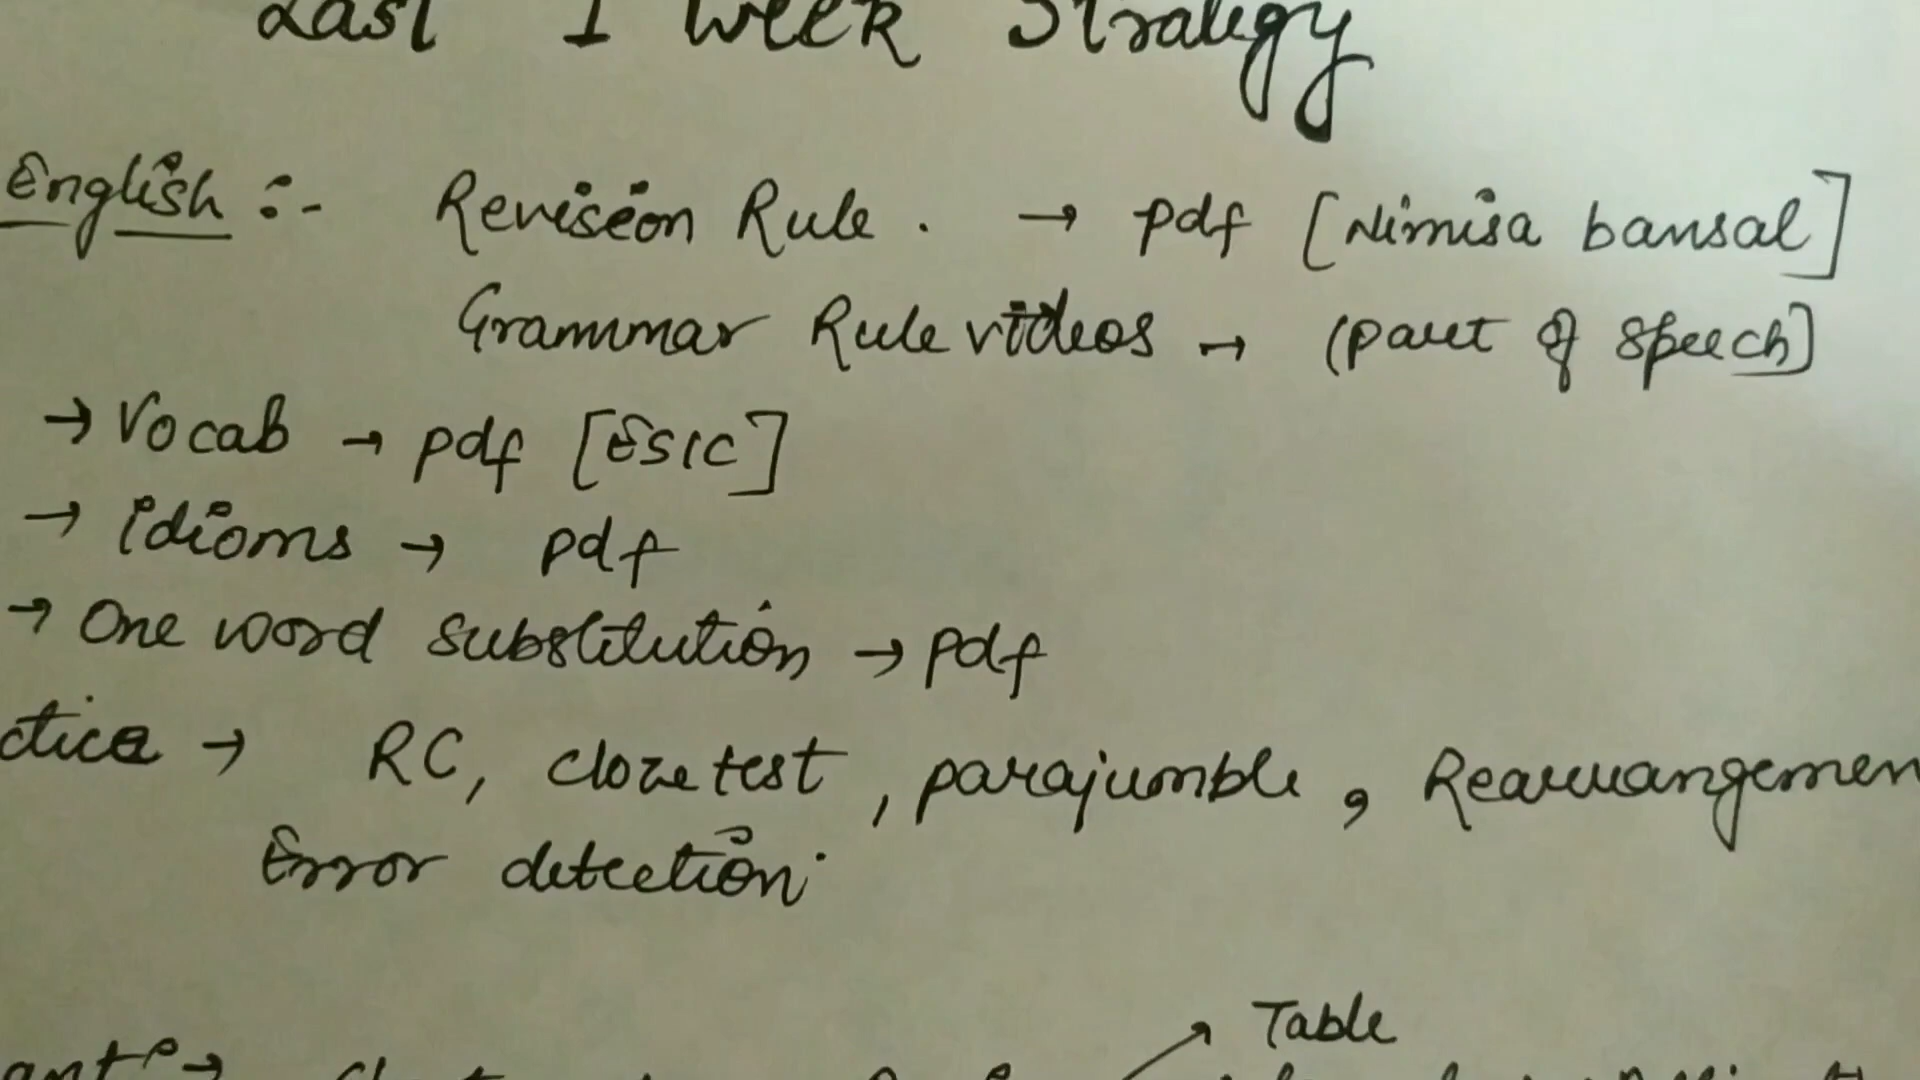 Last 1 Week Strategy
English :- Revision Rule . → pdf [Nimisa bansal]
Grammar Rule videos → (part of speech]
→ Vocab → pdf [ESIC]
→ idioms → pdf
→ One word substitution → pdf
ctice → RC, cloze test, parajumble, Rearrangemen
Error detection.
Table
ant →